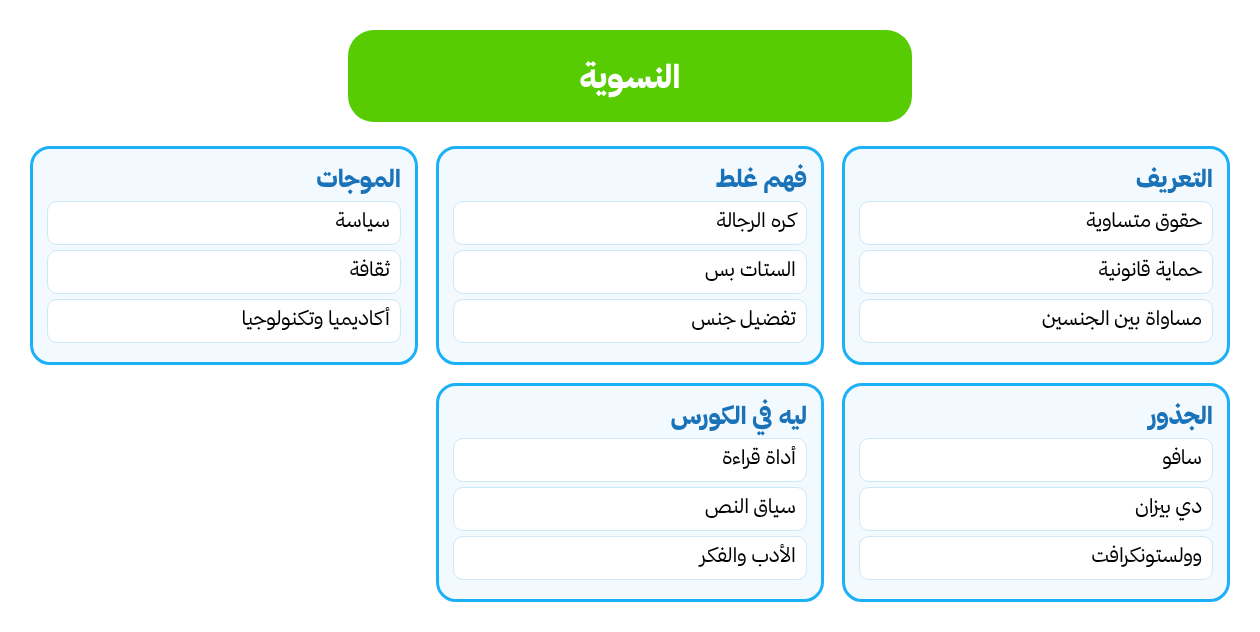 النسوية
التعريف
حقوق متساوية
حماية قانونية
مساواة بين الجنسين
فهم غلط
كره الرجالة
الستات بس
تفضيل جنس
الموجات
سياسة
ثقافة
أكاديميا وتكنولوجيا
الجذور
سافو
دي بيزان
وولستونكرافت
ليه في الكورس
أداة قراءة
سياق النص
الأدب والفكر